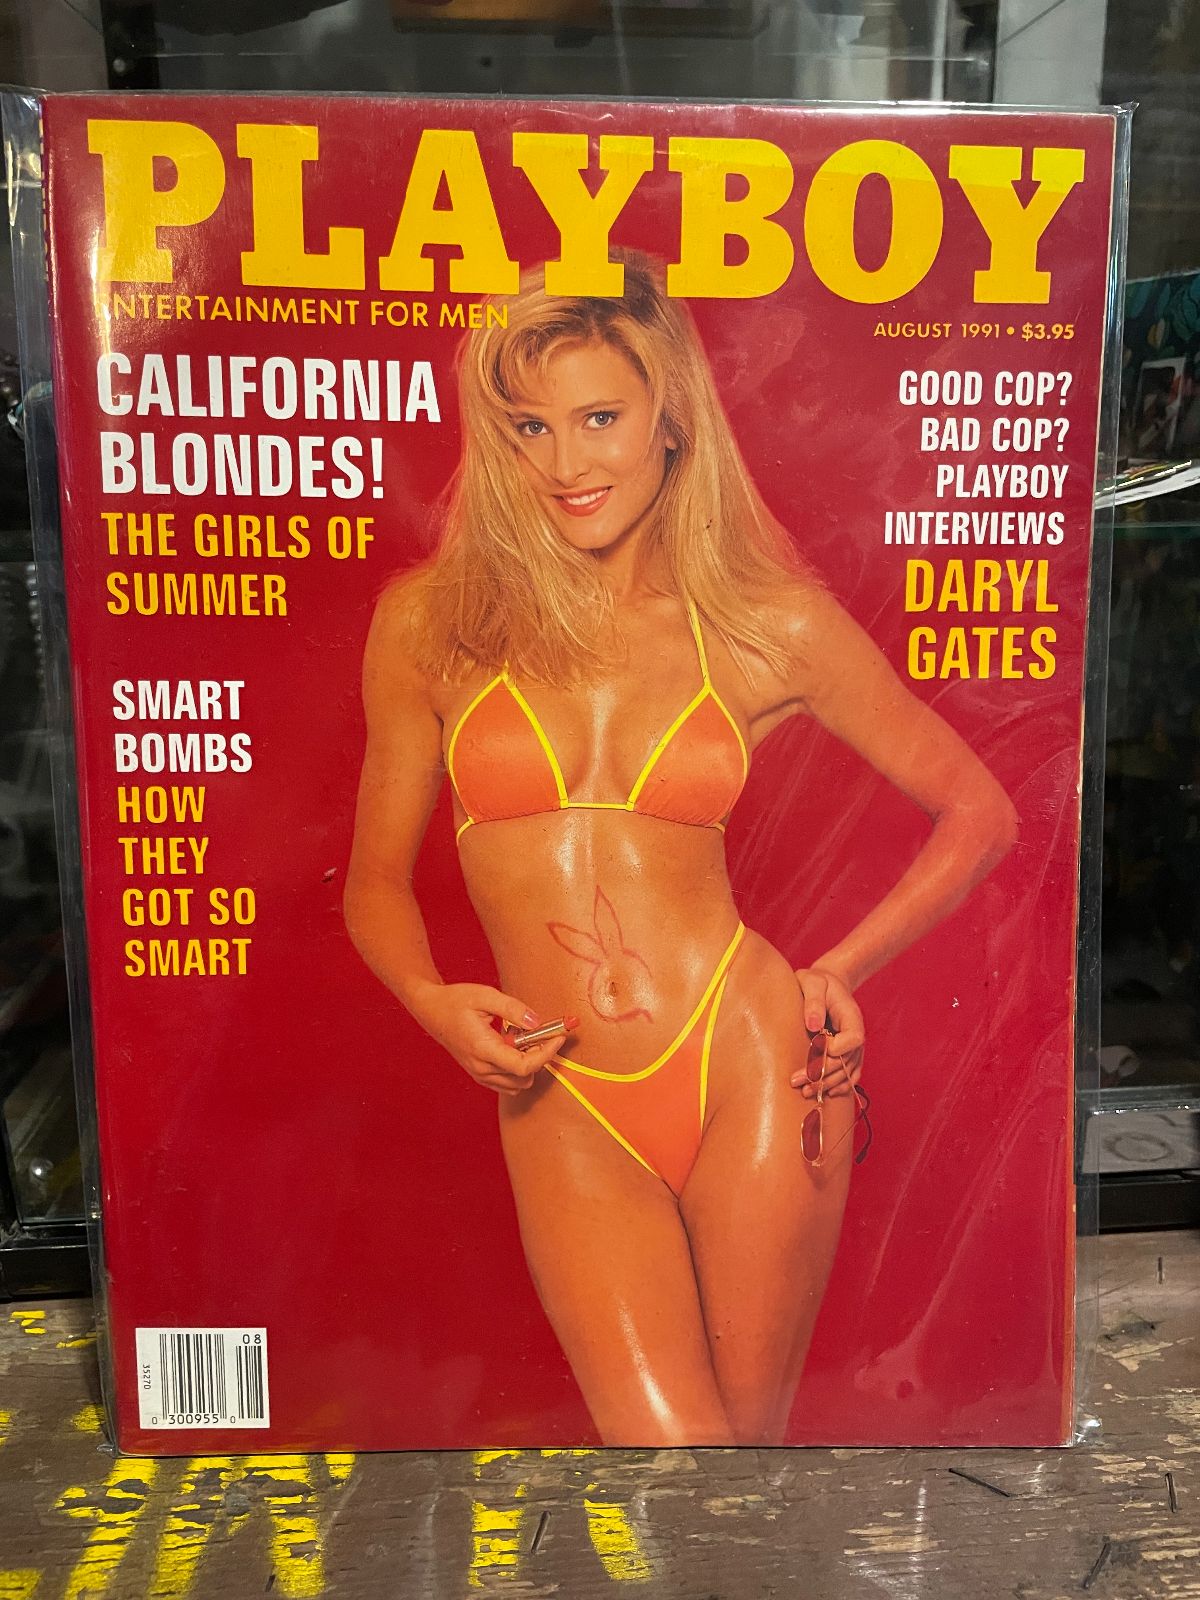 PLAYBOY
ENTERTAINMENT FOR MEN
AUGUST 1991 • $3.95
CALIFORNIA
BLONDES!
THE GIRLS OF
SUMMER
SMART
BOMBS
HOW
THEY
GOT SO
SMART
GOOD COP?
BAD COP?
PLAYBOY
INTERVIEWS
DARYL
GATES
08
35270
0 300955 0